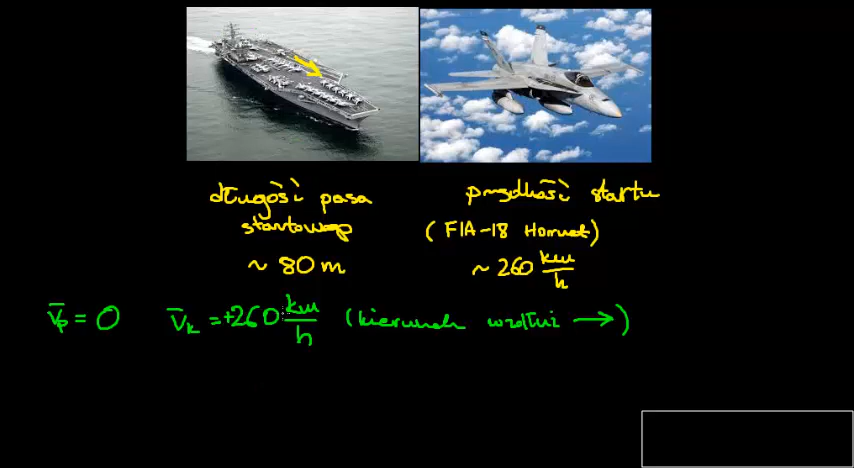 długość pasa
startowego
~ 80 m
prędkość startu
(F/A-18 Hornet)
~ 260 km/h
v̄p = 0
v̄k = +260 km/h (kierunek wzdłuż →)